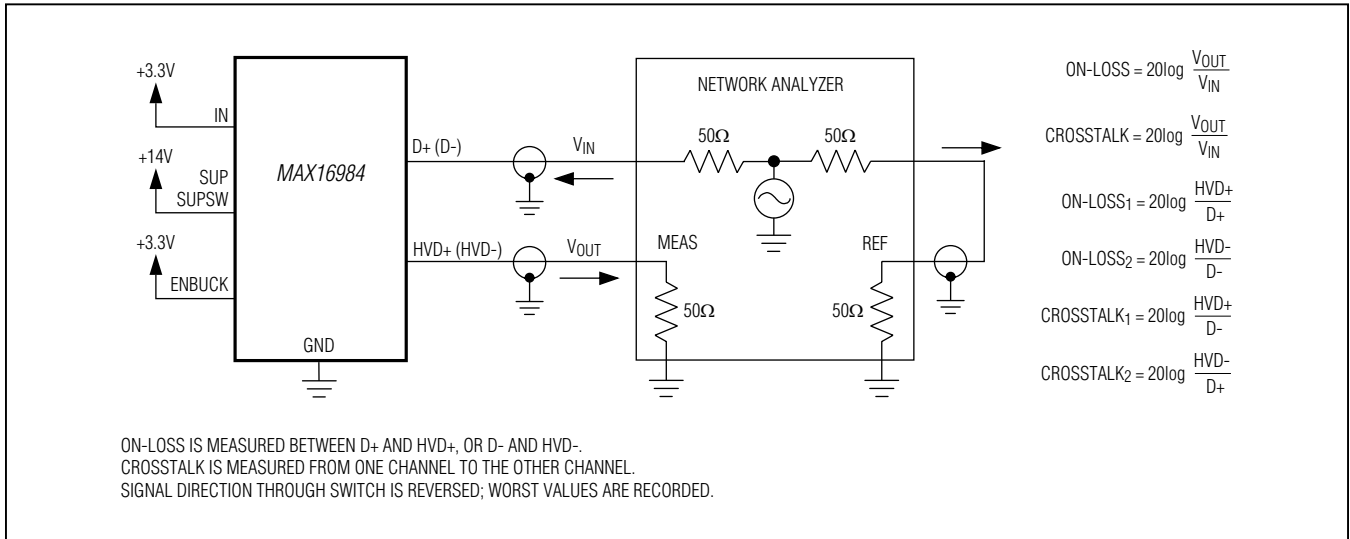 +3.3V
IN
+14V
SUP
SUPSW
+3.3V
ENBUCK
MAX16984
GND
D+ (D-)
VIN
HVD+ (HVD-)
VOUT
NETWORK ANALYZER
50Ω
50Ω
MEAS
REF
50Ω
50Ω
ON-LOSS = 20log VOUT
VIN
CROSSTALK = 20log VOUT
VIN
ON-LOSS1 = 20log HVD+
D+
ON-LOSS2 = 20log HVD-
D-
CROSSTALK1 = 20log HVD+
D-
CROSSTALK2 = 20log HVD-
D+
ON-LOSS IS MEASURED BETWEEN D+ AND HVD+, OR D- AND HVD-.
CROSSTALK IS MEASURED FROM ONE CHANNEL TO THE OTHER CHANNEL.
SIGNAL DIRECTION THROUGH SWITCH IS REVERSED; WORST VALUES ARE RECORDED.